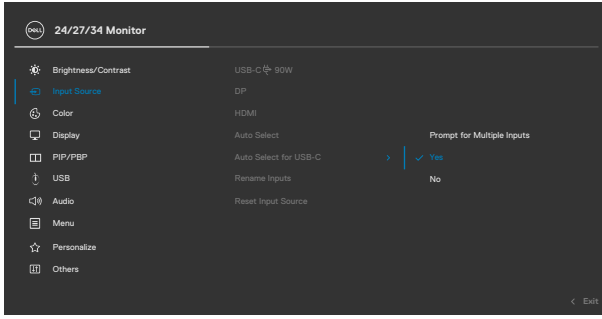 DELL 24/27/34 Monitor
Brightness/Contrast
Input Source
Color
Display
PIP/PBP
USB
Audio
Menu
Personalize
Others
USB-C 90W
DP
HDMI
Auto Select
Auto Select for USB-C
Rename Inputs
Reset Input Source
Prompt for Multiple Inputs
Yes
No
Exit